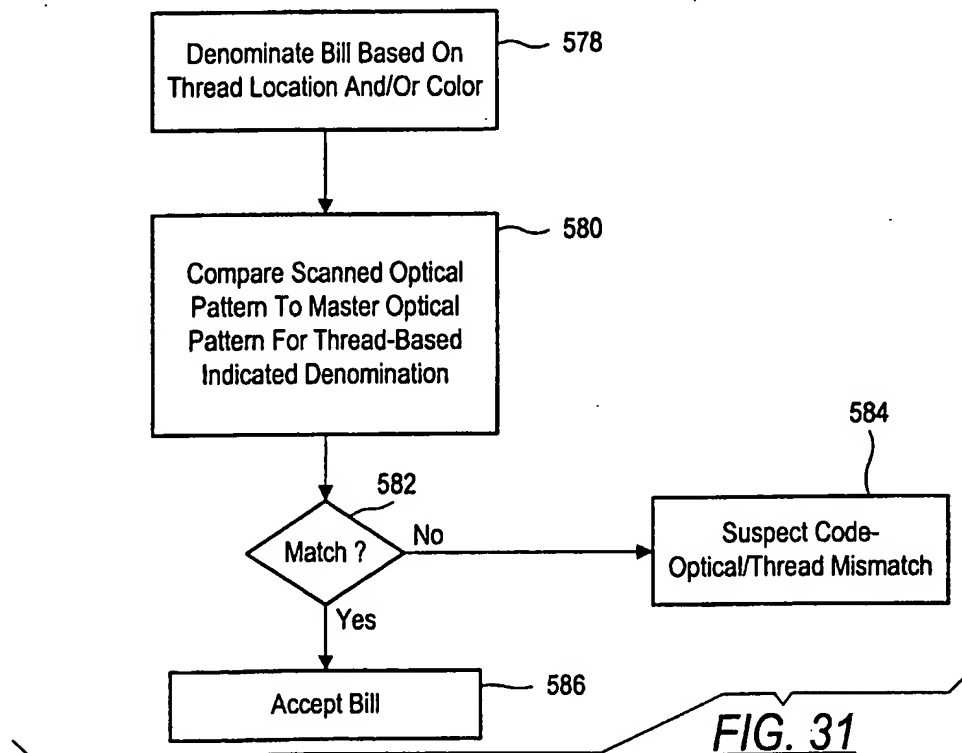 Denominate Bill Based On
Thread Location And/Or Color
578
Compare Scanned Optical
Pattern To Master Optical
Pattern For Thread-Based
Indicated Denomination
580
582
Match ?
No
Yes
584
Suspect Code-
Optical/Thread Mismatch
Accept Bill
586
FIG. 31